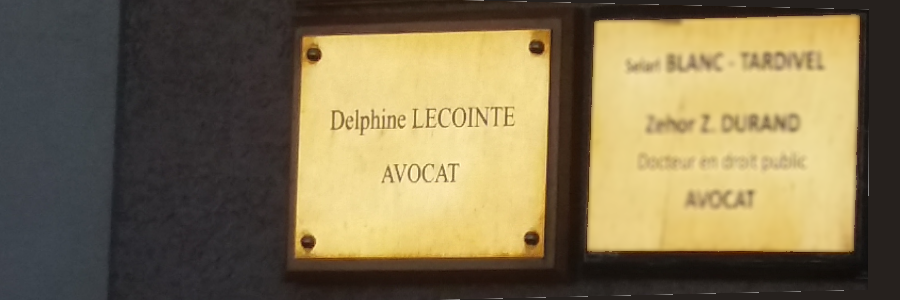 Delphine LECOINTE
AVOCAT
Selarl BLANC - TARDIVEL
Zehor Z. DURAND
Docteur en droit public
AVOCAT